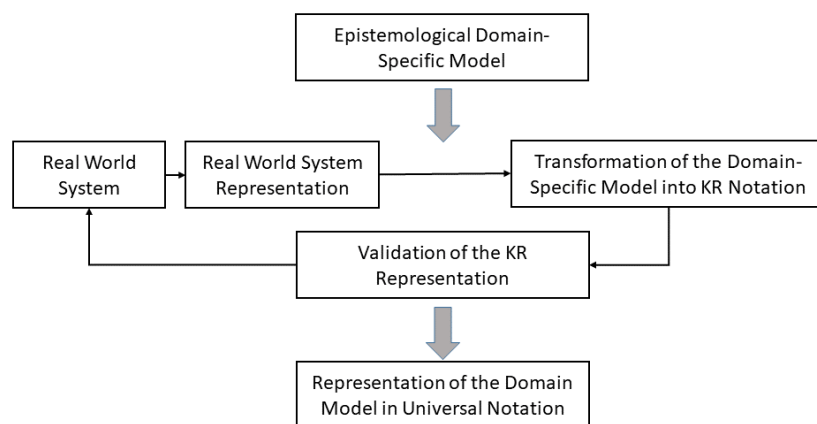 Epistemological Domain-
Specific Model
Real World
System
Real World System
Representation
Transformation of the Domain-
Specific Model into KR Notation
Validation of the KR
Representation
Representation of the Domain
Model in Universal Notation